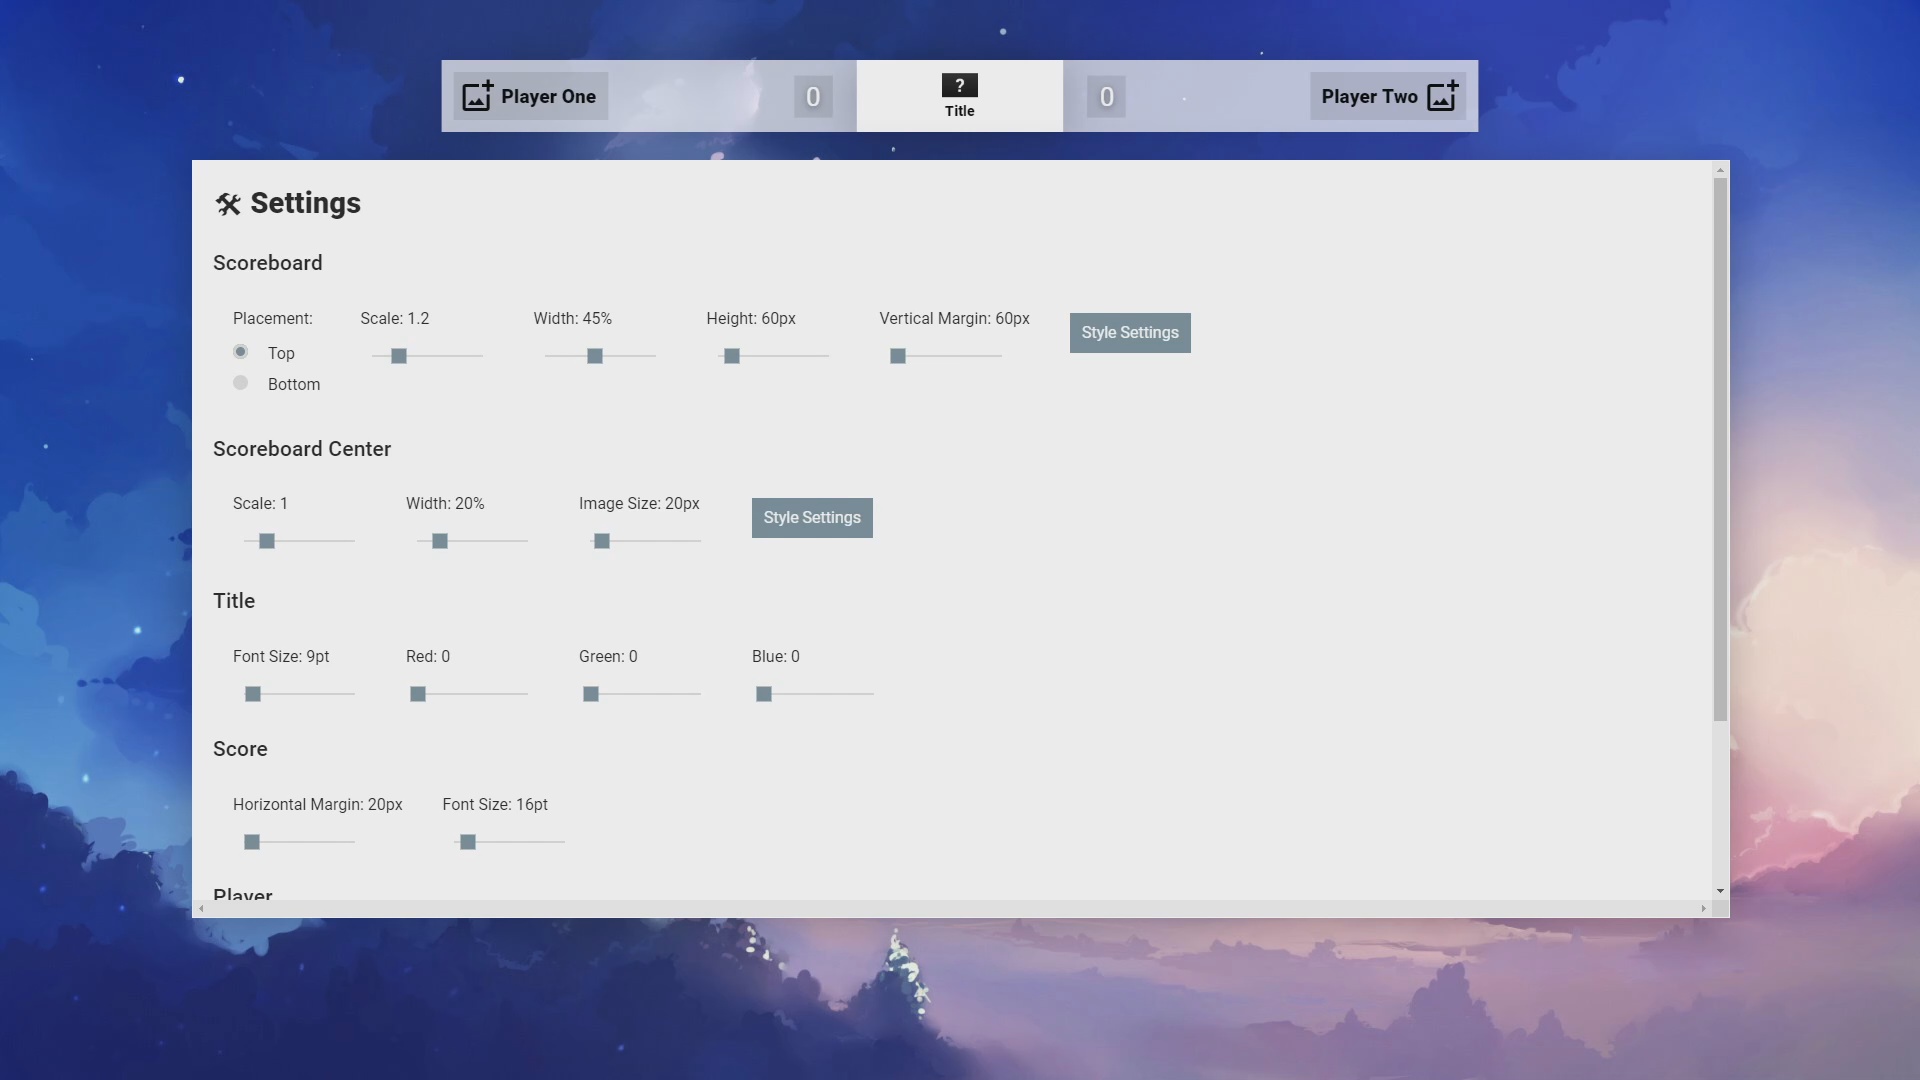 Player One
0
?
Title
0
Player Two
Settings
Scoreboard
Placement:
Scale: 1.2
Width: 45%
Height: 60px
Vertical Margin: 60px
Style Settings
Top
Bottom
Scoreboard Center
Scale: 1
Width: 20%
Image Size: 20px
Style Settings
Title
Font Size: 9pt
Red: 0
Green: 0
Blue: 0
Score
Horizontal Margin: 20px
Font Size: 16pt
Player